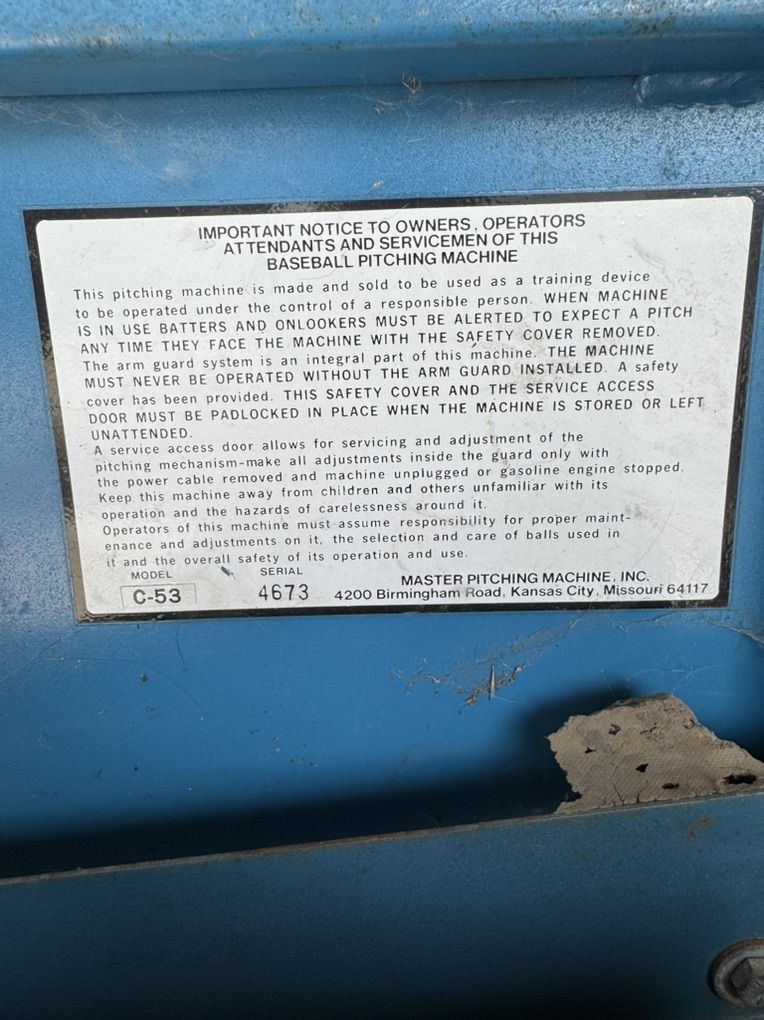 IMPORTANT NOTICE TO OWNERS, OPERATORS
ATTENDANTS AND SERVICEMEN OF THIS
BASEBALL PITCHING MACHINE
This pitching machine is made and sold to be used as a training device
to be operated under the control of a responsible person. WHEN MACHINE
IS IN USE BATTERS AND ONLOOKERS MUST BE ALERTED TO EXPECT A PITCH
ANY TIME THEY FACE THE MACHINE WITH THE SAFETY COVER REMOVED.
The arm guard system is an integral part of this machine. THE MACHINE
MUST NEVER BE OPERATED WITHOUT THE ARM GUARD INSTALLED. A safety
cover has been provided. THIS SAFETY COVER AND THE SERVICE ACCESS
DOOR MUST BE PADLOCKED IN PLACE WHEN THE MACHINE IS STORED OR LEFT
UNATTENDED.
A service access door allows for servicing and adjustment of the
pitching mechanism-make all adjustments inside the guard only with
the power cable removed and machine unplugged or gasoline engine stopped.
Keep this machine away from children and others unfamiliar with its
operation and the hazards of carelessness around it.
Operators of this machine must assume responsibility for proper maint-
enance and adjustments on it, the selection and care of balls used in
it and the overall safety of its operation and use.
MODEL SERIAL
C-53 4673
MASTER PITCHING MACHINE, INC.
4200 Birmingham Road, Kansas City, Missouri 64117